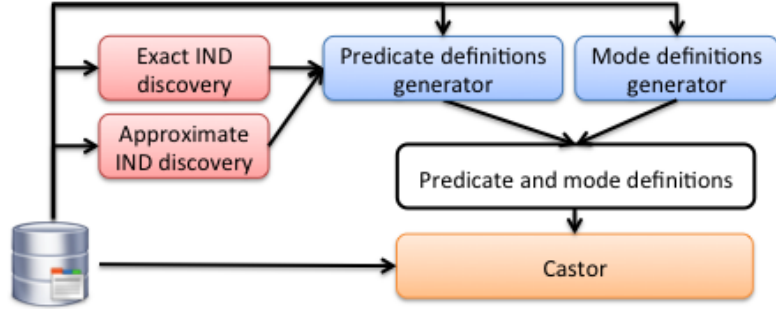 Exact IND
discovery
Predicate definitions
generator
Mode definitions
generator
Approximate
IND discovery
Predicate and mode definitions
Castor